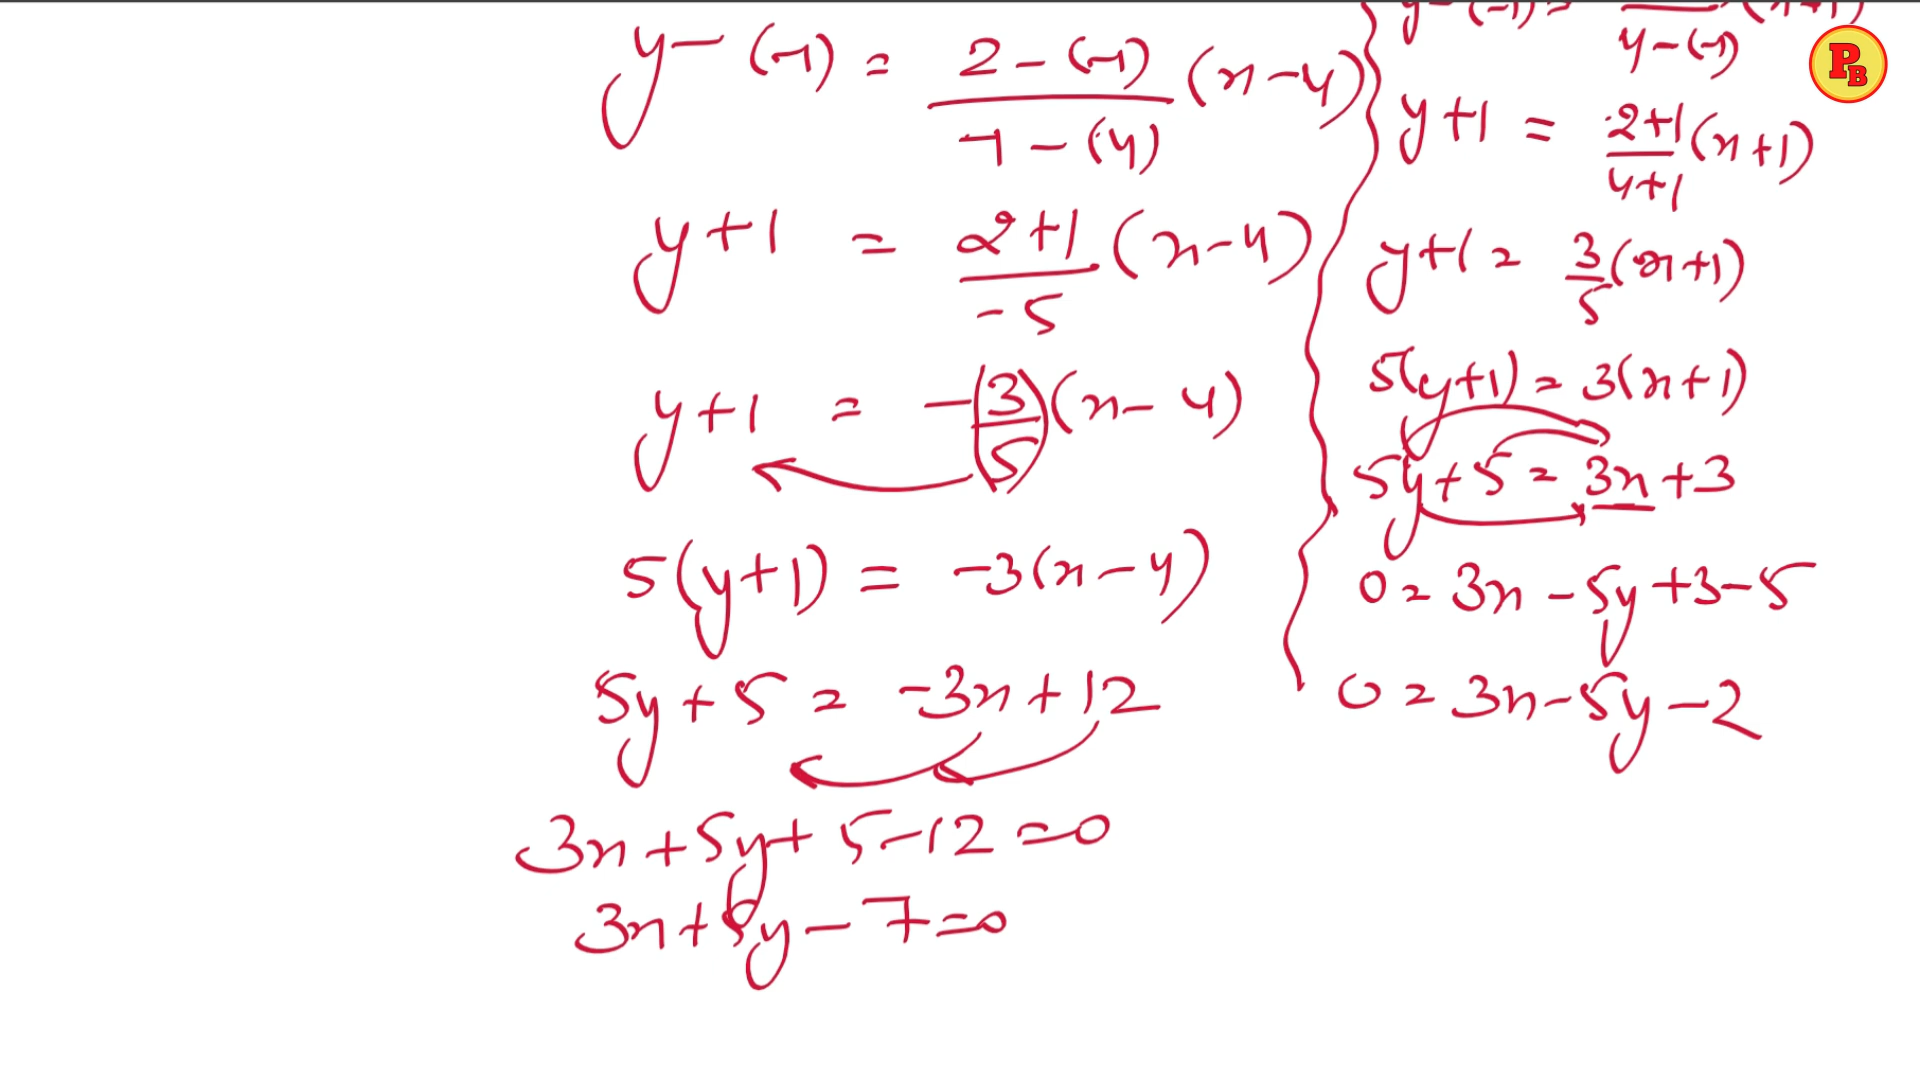 y-(-1) = 2-(-1)/-1-(4) (x-4)
y+1 = 2+1/-5 (x-4)
y+1 = -(3/5)(x-4)
5(y+1) = -3(x-4)
5y+5 = -3x+12
3x+5y+5-12=0
3x+5y-7=0
y-(-1)= /4-(-1) (x+1)
y+1 = 2+1/4+1 (x+1)
y+1 = 3/5 (x+1)
5(y+1) = 3(x+1)
5y+5 = 3x+3
0 = 3x-5y+3-5
0 = 3x-5y-2
PB